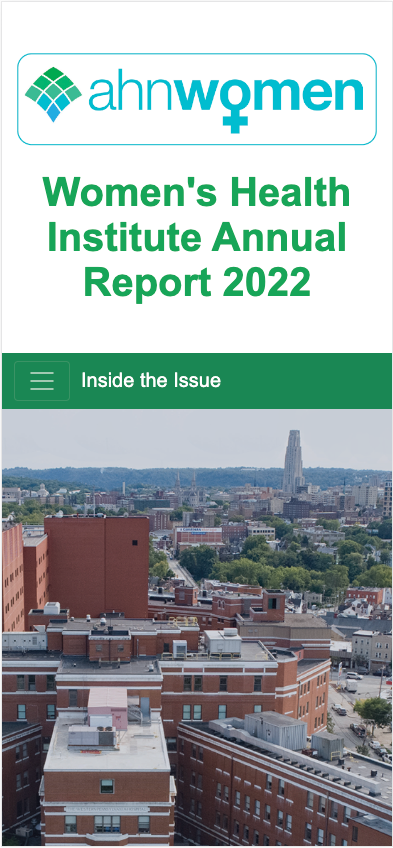 ahnwomen
Women's Health
Institute Annual
Report 2022
Inside the Issue